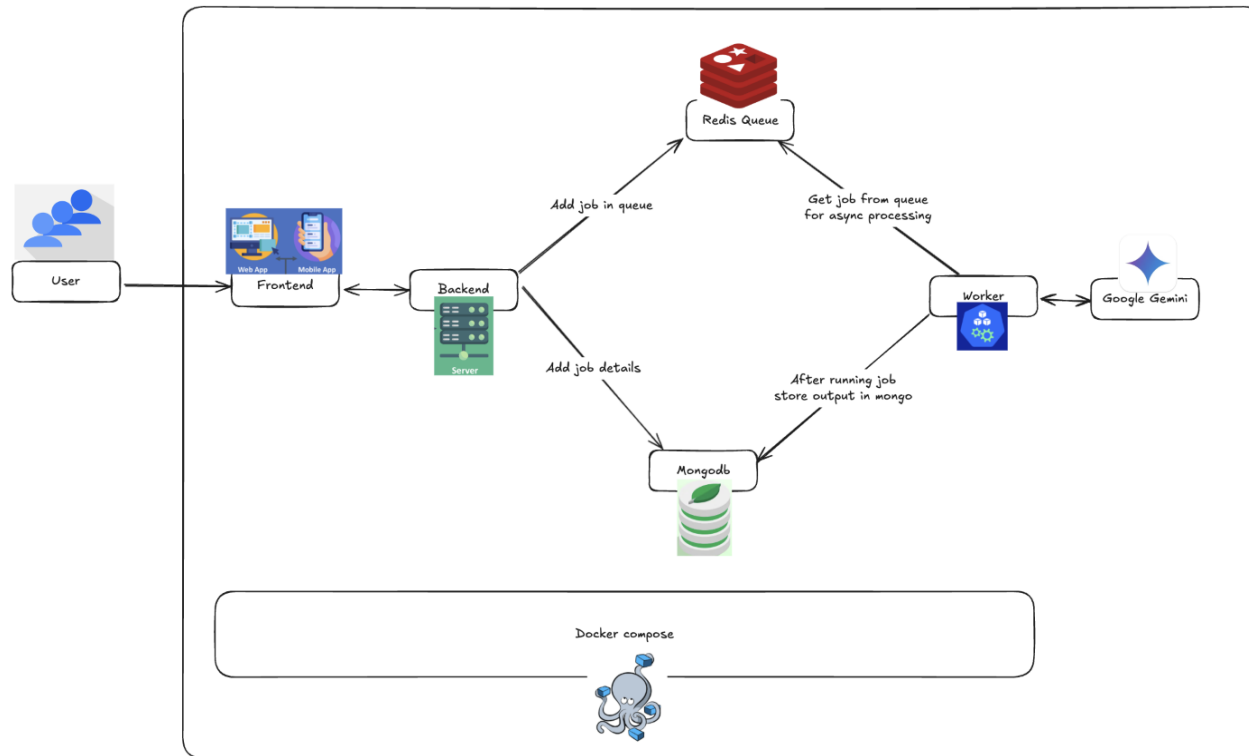 Redis Queue
Add job in queue
Get job from queue
for async processing
Web App
Mobile App
User
Frontend
Backend
Worker
Google Gemini
Server
Add job details
After running job
store output in mongo
Mongodb
Docker compose